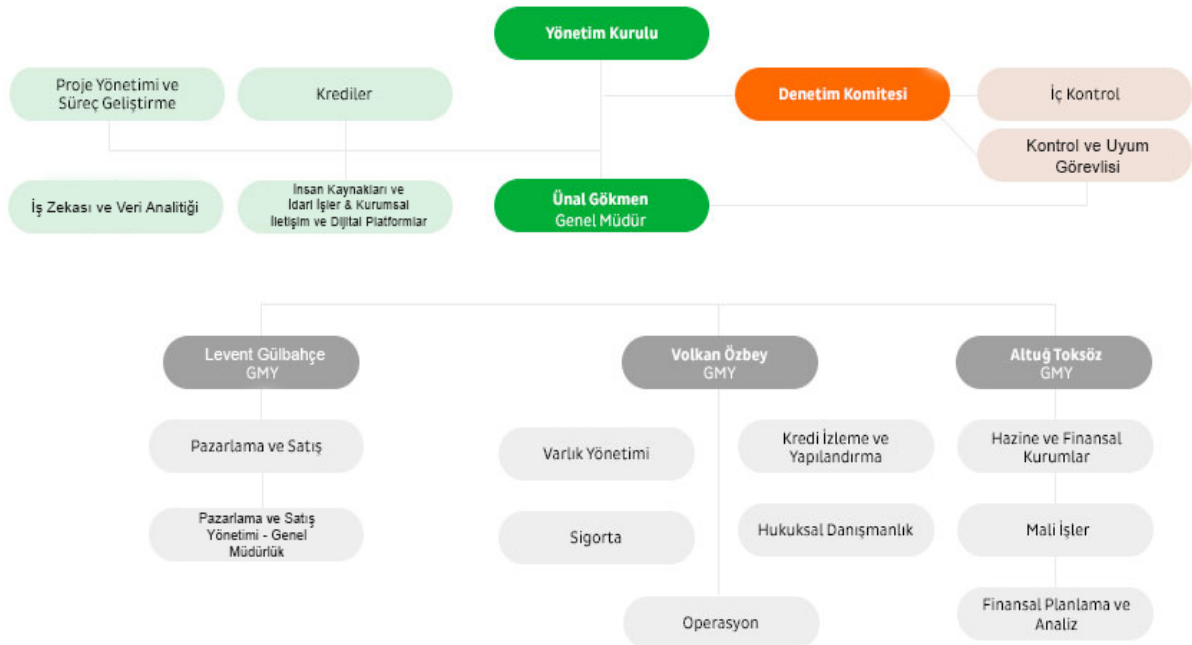 Yönetim Kurulu
Proje Yönetimi ve
Süreç Geliştirme
Krediler
Denetim Komitesi
İç Kontrol
Kontrol ve Uyum
Görevlisi
İş Zekası ve Veri Analitiği
İnsan Kaynakları ve
İdari İşler & Kurumsal
İletişim ve Dijital Platformlar
Ünal Gökmen
Genel Müdür
Levent Gülbahçe
GMY
Volkan Özbey
GMY
Altuğ Toksöz
GMY
Pazarlama ve Satış
Varlık Yönetimi
Kredi İzleme ve
Yapılandırma
Hazine ve Finansal
Kurumlar
Pazarlama ve Satış
Yönetimi - Genel
Müdürlük
Sigorta
Hukuksal Danışmanlık
Mali İşler
Operasyon
Finansal Planlama ve
Analiz